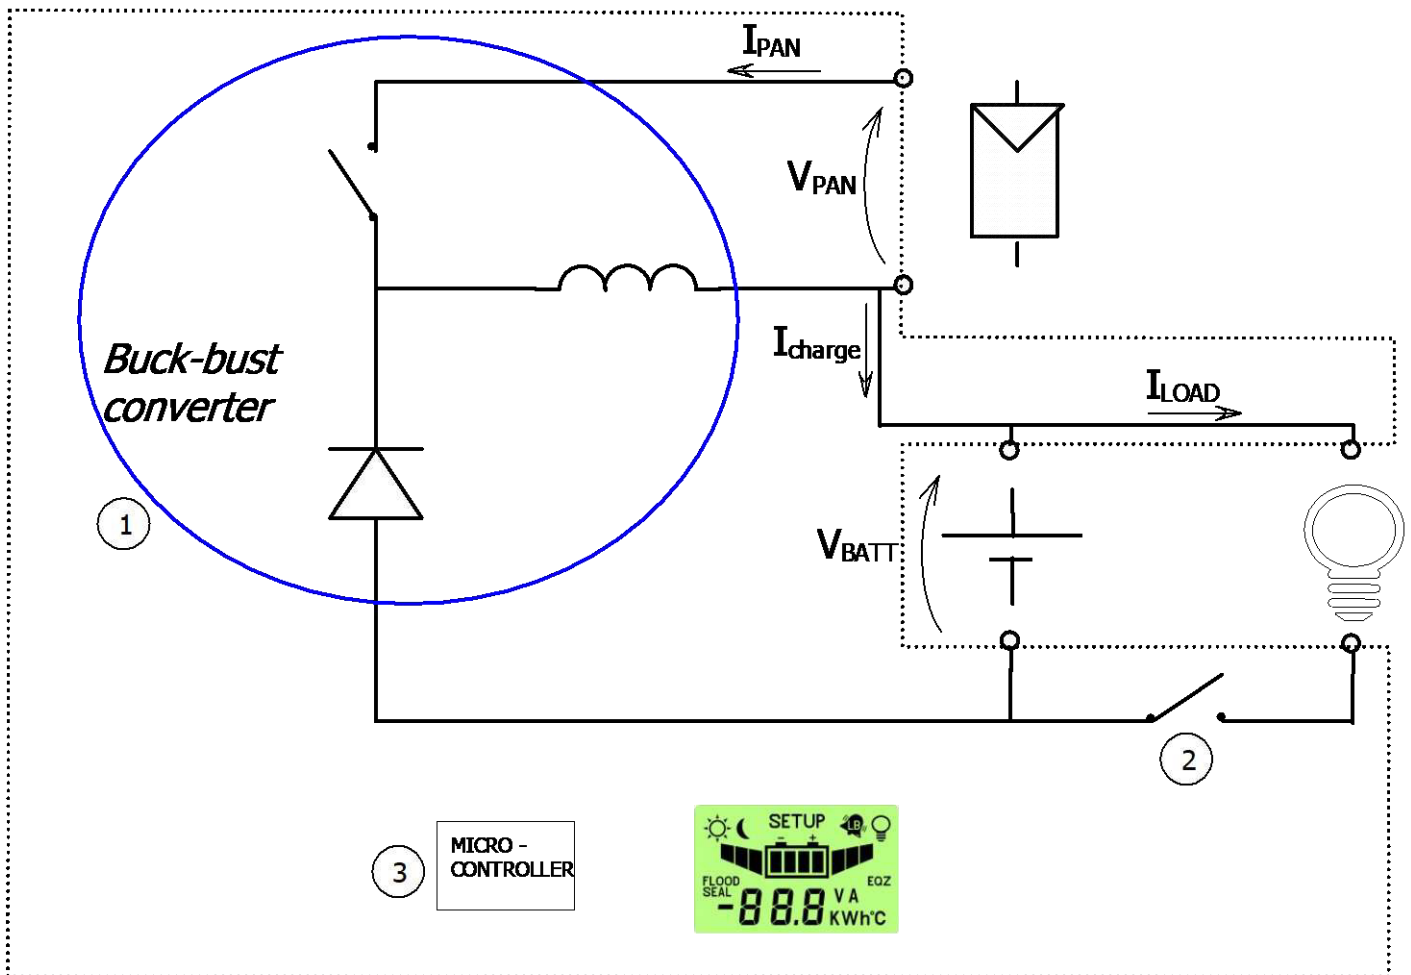 IPAN
VPAN
Icharge
ILOAD
Buck-bust
converter
1
VBATT
2
3
MICRO -
CONTROLLER
SETUP
LB
- +
FLOOD
SEAL
EQZ
-88.8 V A
KWh°C